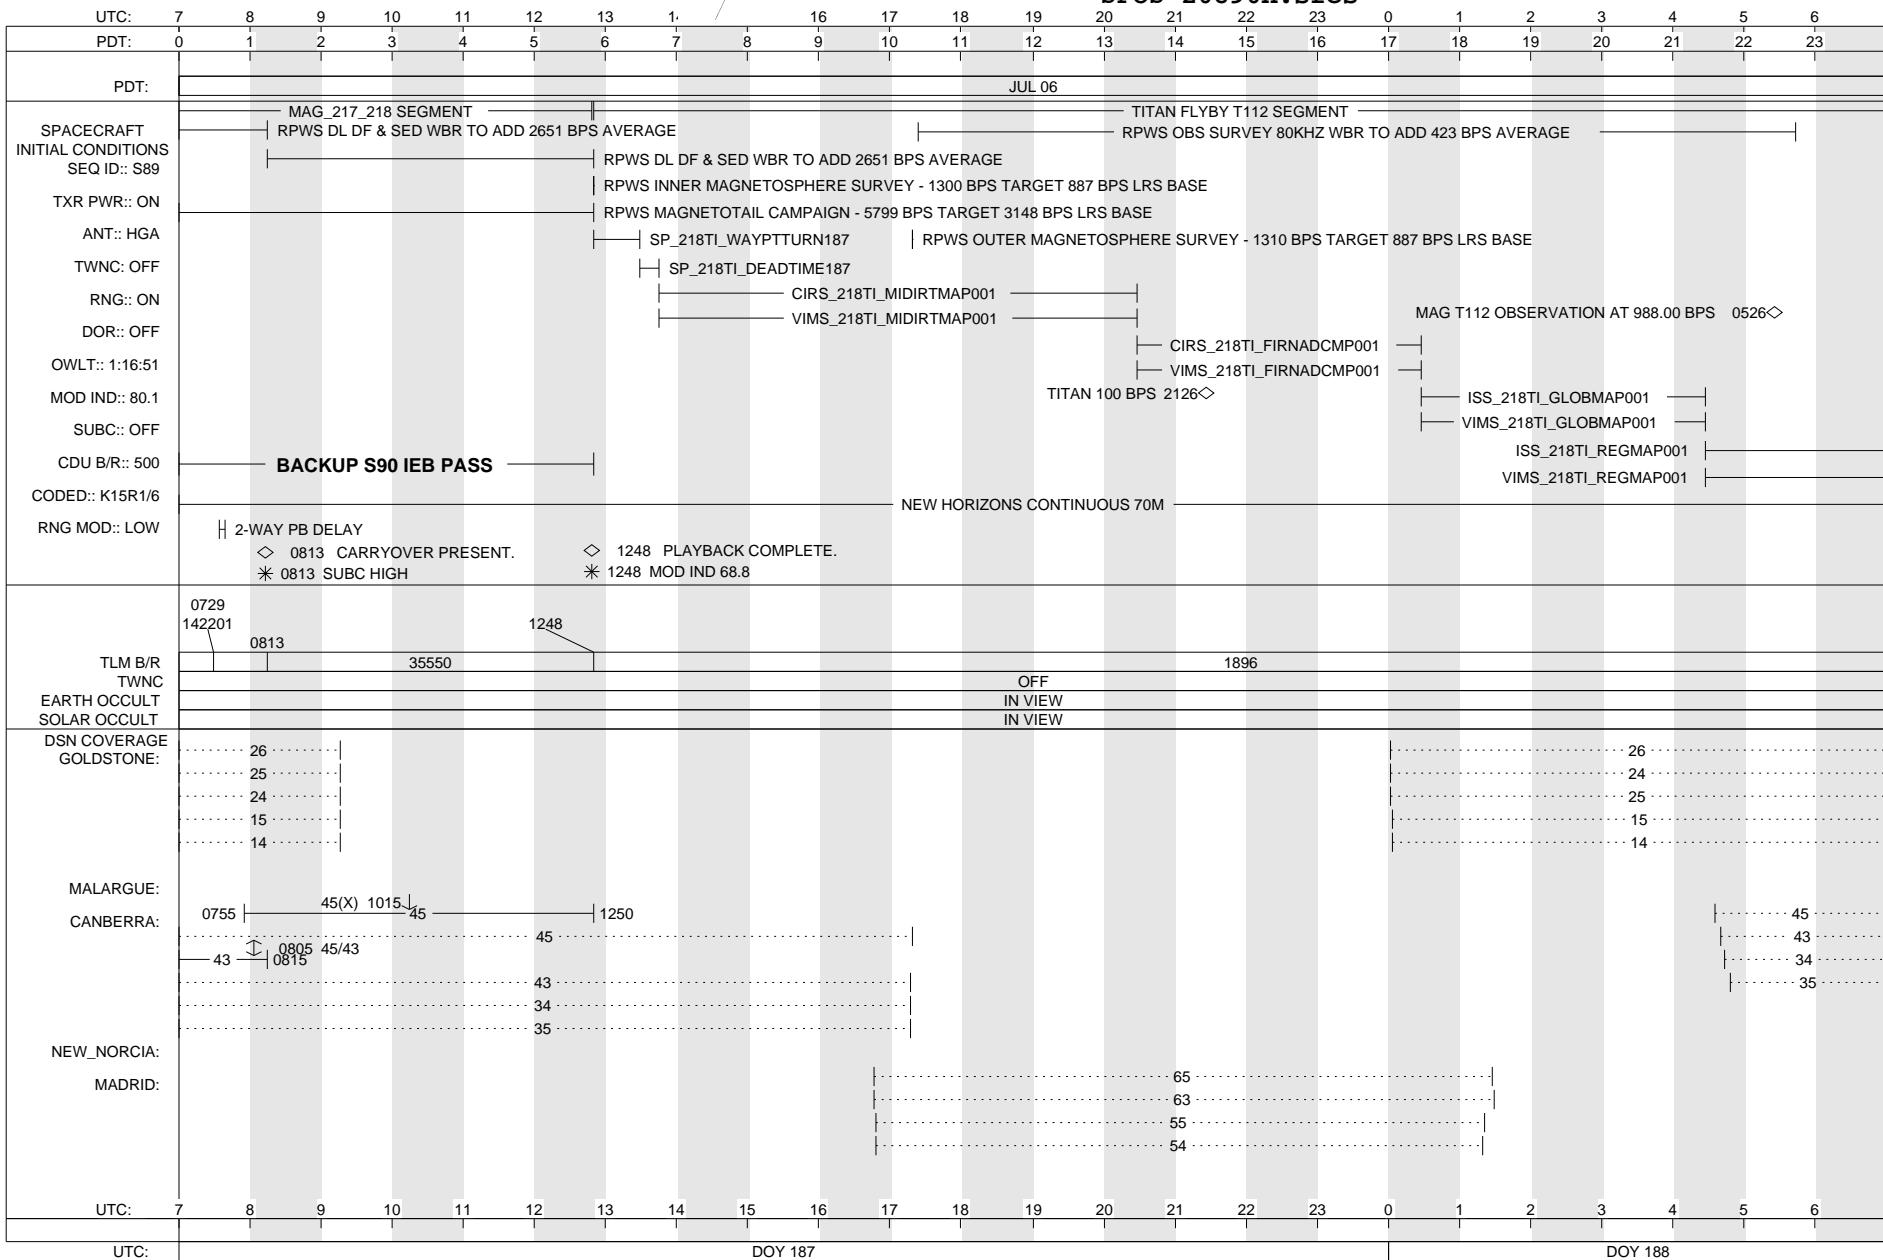 UTC: 7 8 9 10 11 12 13 16 17 18 19 20 21 22 23 0 1 2 3 4 5 6
PDT: 0 1 2 3 4 5 6 7 8 9 10 11 12 13 14 15 16 17 18 19 20 21 22 23
PDT: JUL 06
MAG_217_218 SEGMENT TITAN FLYBY T112 SEGMENT
SPACECRAFT
INITIAL CONDITIONS
SEQ ID:: S89
TXR PWR:: ON
ANT:: HGA
TWNC: OFF
RNG:: ON
DOR:: OFF
OWLT:: 1:16:51
MOD IND:: 80.1
SUBC:: OFF
CDU B/R:: 500
CODED:: K15R1/6
RNG MOD:: LOW
RPWS DL DF & SED WBR TO ADD 2651 BPS AVERAGE
RPWS OBS SURVEY 80KHZ WBR TO ADD 423 BPS AVERAGE
RPWS DL DF & SED WBR TO ADD 2651 BPS AVERAGE
RPWS INNER MAGNETOSPHERE SURVEY - 1300 BPS TARGET 887 BPS LRS BASE
RPWS MAGNETOTAIL CAMPAIGN - 5799 BPS TARGET 3148 BPS LRS BASE
SP_218TI_WAYPTTURN187
RPWS OUTER MAGNETOSPHERE SURVEY - 1310 BPS TARGET 887 BPS LRS BASE
SP_218TI_DEADTIME187
CIRS_218TI_MIDIRTMAP001
MAG T112 OBSERVATION AT 988.00 BPS 0526
VIMS_218TI_MIDIRTMAP001
CIRS_218TI_FIRNADCMP001
VIMS_218TI_FIRNADCMP001
TITAN 100 BPS 2126
ISS_218TI_GLOBMAP001
VIMS_218TI_GLOBMAP001
ISS_218TI_REGMAP001
BACKUP S90 IEB PASS
VIMS_218TI_REGMAP001
NEW HORIZONS CONTINUOUS 70M
2-WAY PB DELAY
0813 CARRYOVER PRESENT.
1248 PLAYBACK COMPLETE.
0813 SUBC HIGH
1248 MOD IND 68.8
0729
142201
1248
0813
TLM B/R 35550 1896
TWNC OFF
EARTH OCCULT IN VIEW
SOLAR OCCULT IN VIEW
DSN COVERAGE
GOLDSTONE:
26 26
25 24
24 25
15 15
14 14
MALARGUE:
CANBERRA:
45(X) 1015
0755 45 1250 45
45 43
0805 45/43
43 0815 34
43 35
34
35
NEW_NORCIA:
MADRID:
65
63
55
54
UTC: 7 8 9 10 11 12 13 14 15 16 17 18 19 20 21 22 23 0 1 2 3 4 5 6
UTC: DOY 187 DOY 188